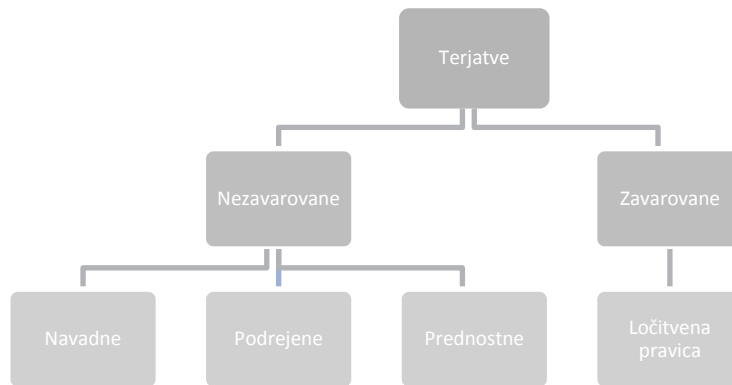 Terjatve
Nezavarovane
Zavarovane
Navadne
Podrejene
Prednostne
Ločitvena
pravica